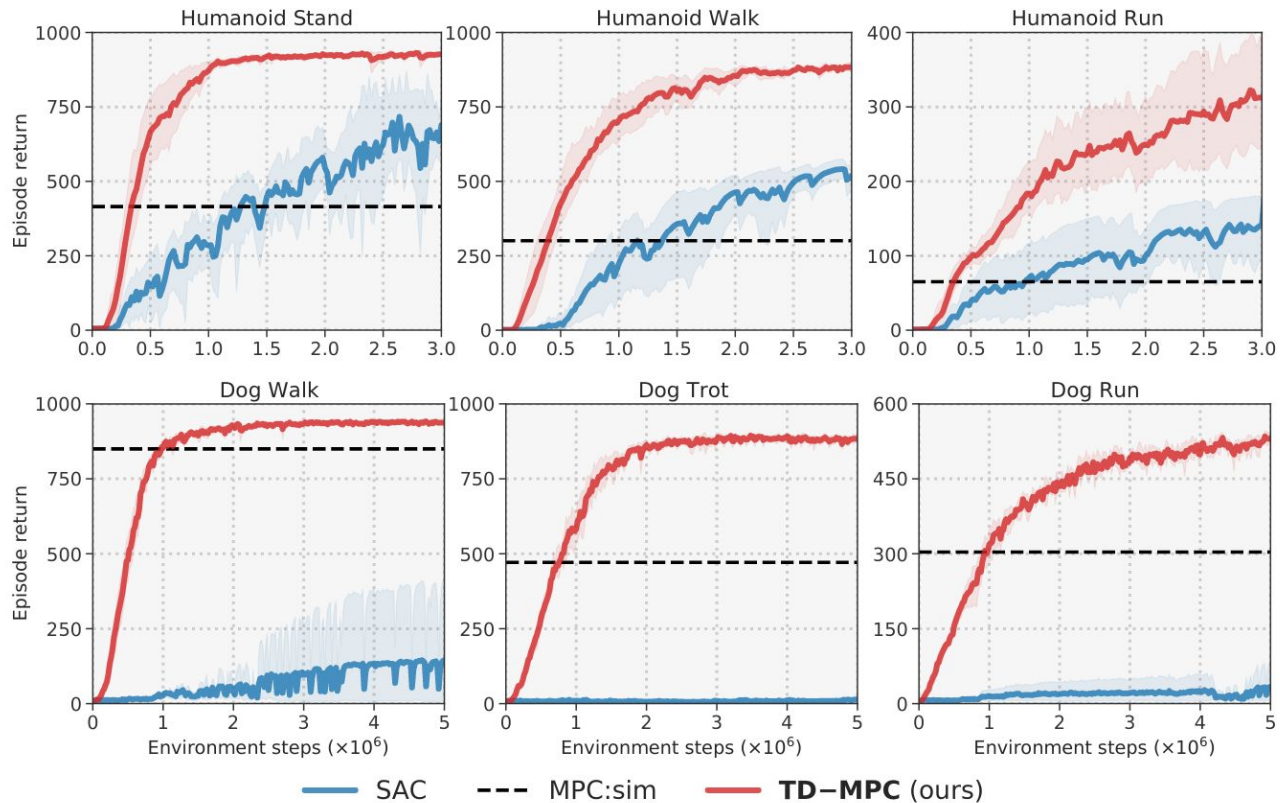 Humanoid Stand
Humanoid Walk
Humanoid Run
Episode return
1000
750
500
250
0
0.0 0.5 1.0 1.5 2.0 2.5 3.0
1000
750
500
250
0
0.0 0.5 1.0 1.5 2.0 2.5 3.0
400
300
200
100
0
0.0 0.5 1.0 1.5 2.0 2.5 3.0
Dog Walk
Dog Trot
Dog Run
Episode return
1000
750
500
250
0
0 1 2 3 4 5
Environment steps (×10⁶)
1000
750
500
250
0
0 1 2 3 4 5
Environment steps (×10⁶)
600
450
300
150
0
0 1 2 3 4 5
Environment steps (×10⁶)
SAC MPC:sim TD−MPC (ours)